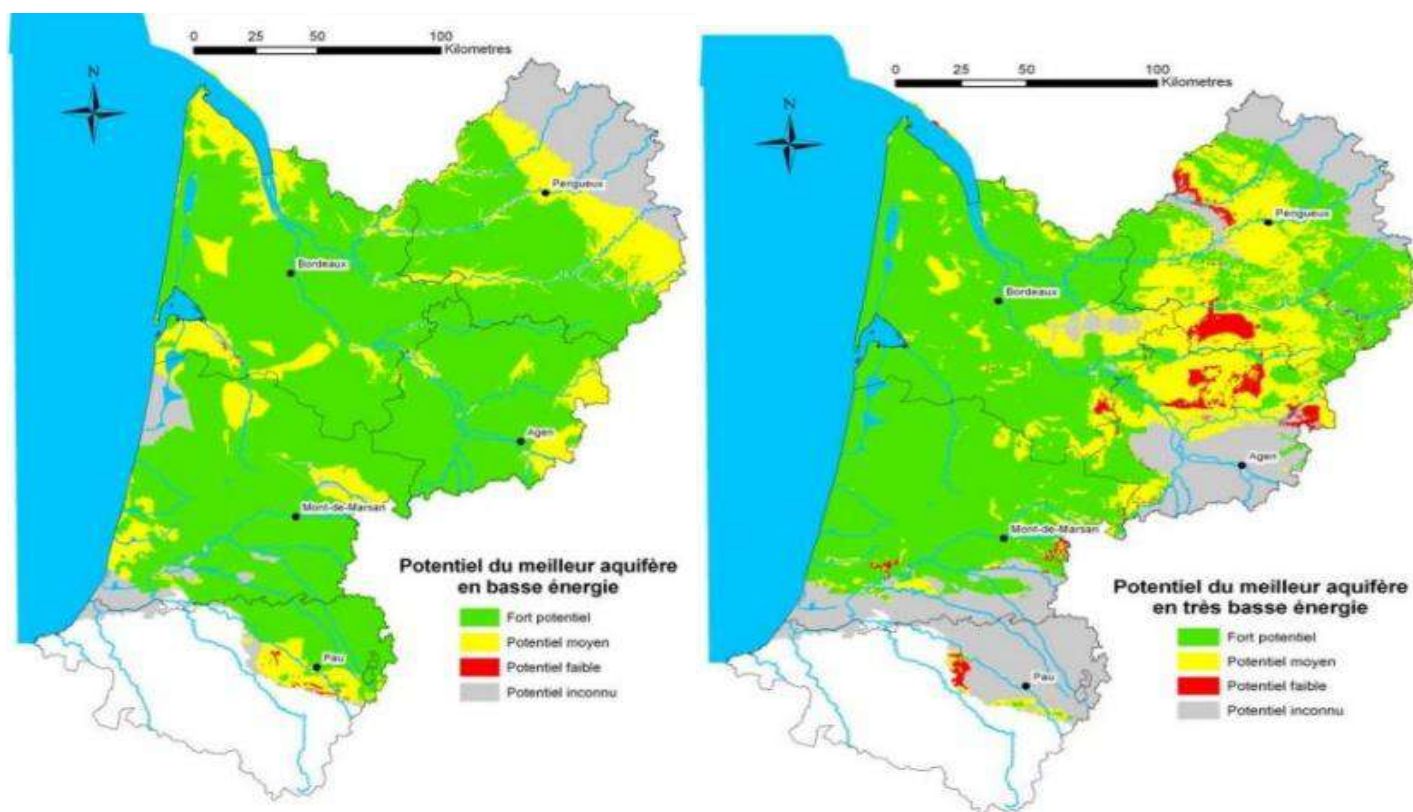 0 25 50 100
Kilometres
N
Périgueux
Bordeaux
Agen
Mont-de-Marsan
Pau
Potentiel du meilleur aquifère
en basse énergie
Fort potentiel
Potentiel moyen
Potentiel faible
Potentiel inconnu
0 25 50 100
Kilometres
N
Périgueux
Bordeaux
Agen
Mont-de-Marsan
Pau
Potentiel du meilleur aquifère
en très basse énergie
Fort potentiel
Potentiel moyen
Potentiel faible
Potentiel inconnu